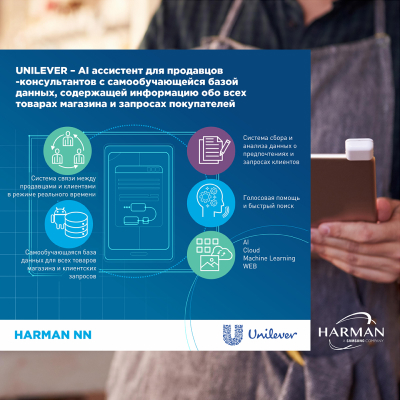 UNILEVER – AI ассистент для продавцов
-консультантов с самообучающейся базой
данных, содержащей информацию обо всех
товарах магазина и запросах покупателей
Система связи между
продавцами и клиентами
в режиме реального времени
Самообучающаяся база
данных для всех товаров
магазина и клиентских
запросов
Система сбора и
анализа данных о
предпочтениях и
запросах клиентов
Голосовая помощь
и быстрый поиск
AI
Cloud
Machine Learning
WEB
HARMAN NN
Unilever
HARMAN
A SAMSUNG COMPANY